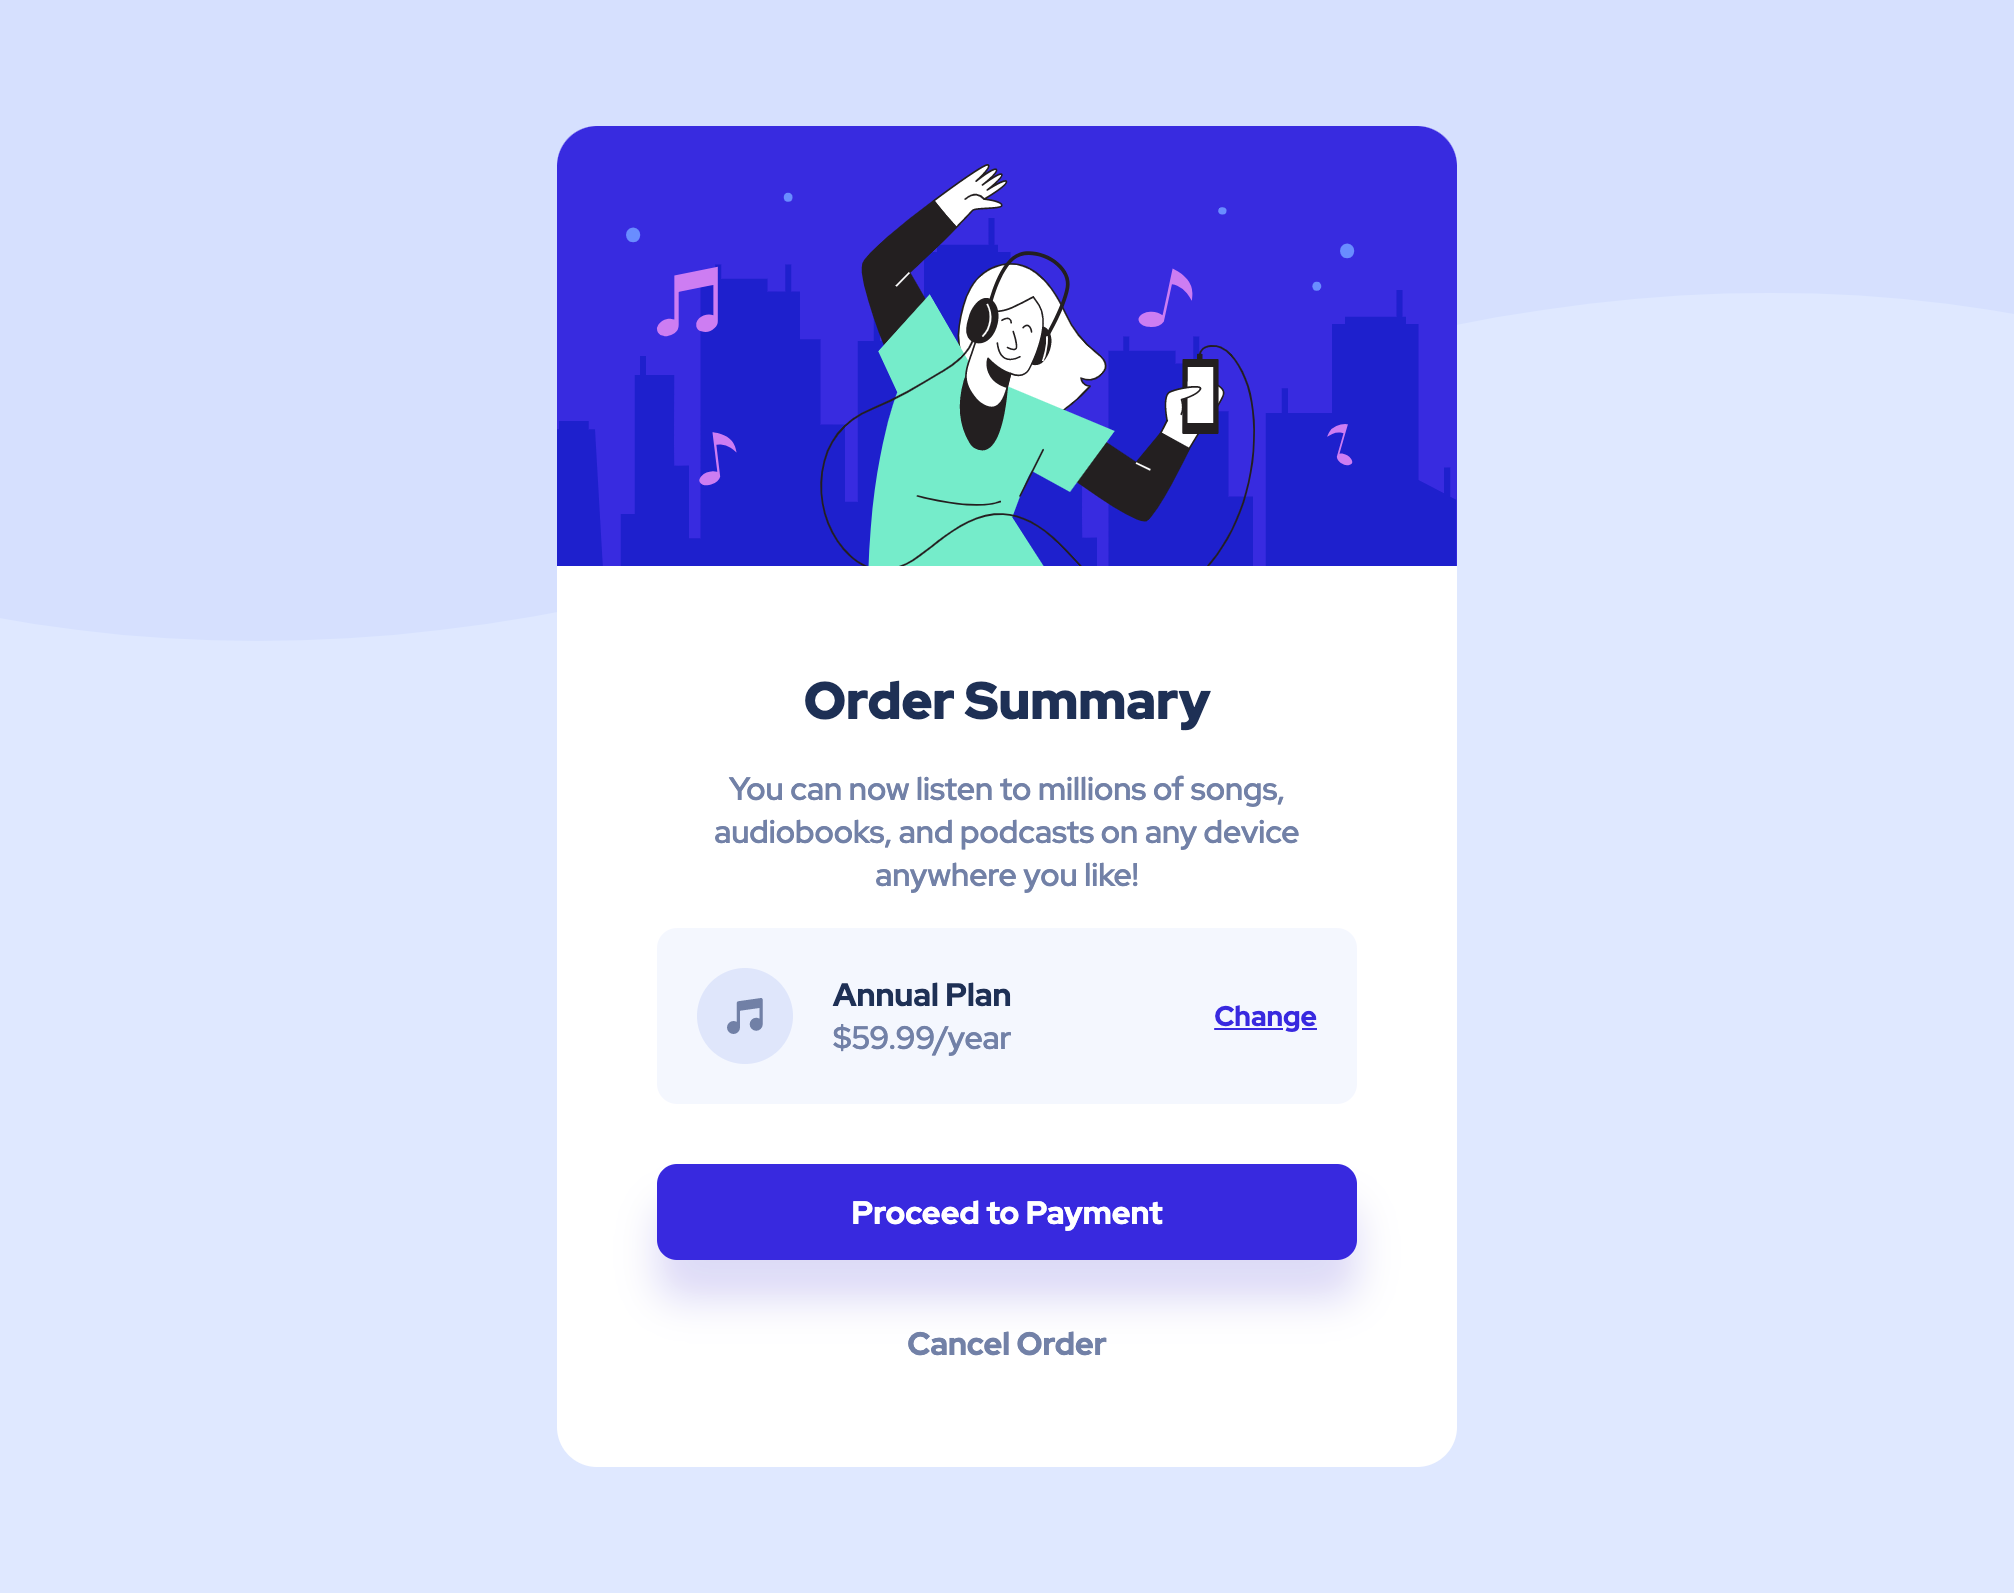 Order Summary
You can now listen to millions of songs,
audiobooks, and podcasts on any device
anywhere you like!
Annual Plan
$59.99/year
Change
Proceed to Payment
Cancel Order